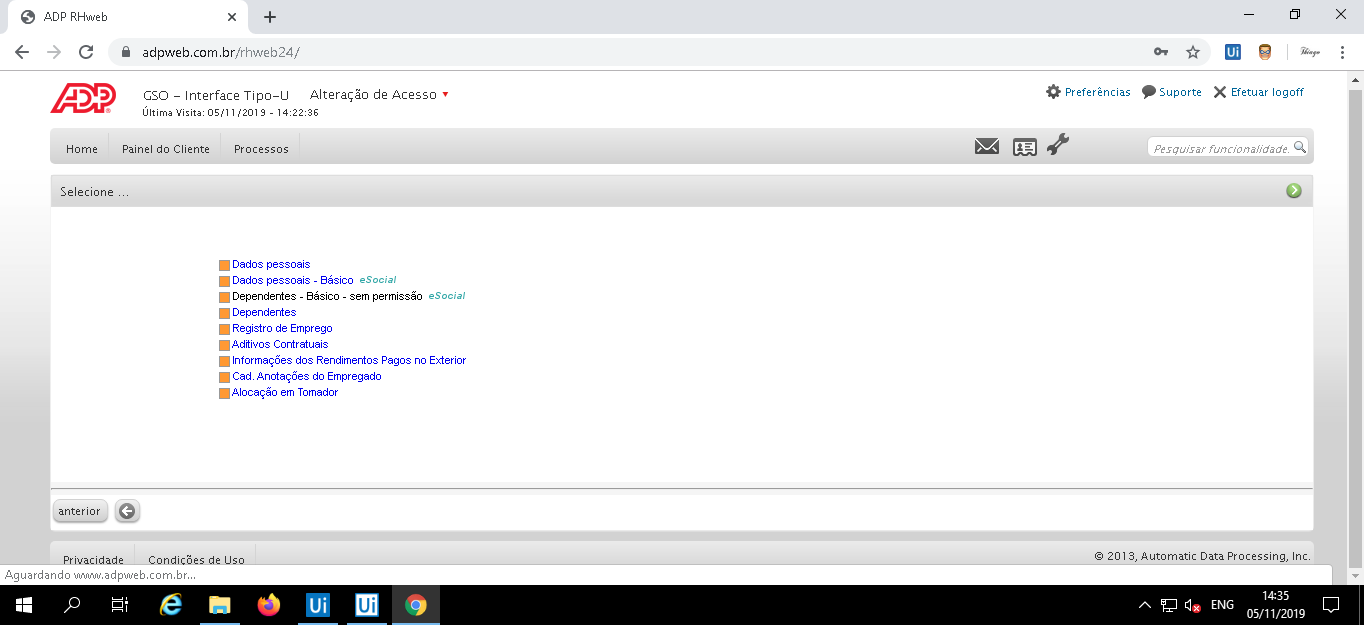 ADP RHweb
adpweb.com.br/rhweb24/
Ui
Thiago
ADP
GSO - Interface Tipo-U Alteração de Acesso
Última Visita: 05/11/2019 - 14:22:36
Preferências Suporte Efetuar logoff
Home Painel do Cliente Processos
Pesquisar funcionalidade.
Selecione ...
Dados pessoais
Dados pessoais - Básico eSocial
Dependentes - Básico - sem permissão eSocial
Dependentes
Registro de Emprego
Aditivos Contratuais
Informações dos Rendimentos Pagos no Exterior
Cad. Anotações do Empregado
Alocação em Tomador
anterior
Privacidade Condições de Uso
© 2013, Automatic Data Processing, Inc.
Aguardando www.adpweb.com.br...
Ui Ui
ENG
14:35
05/11/2019